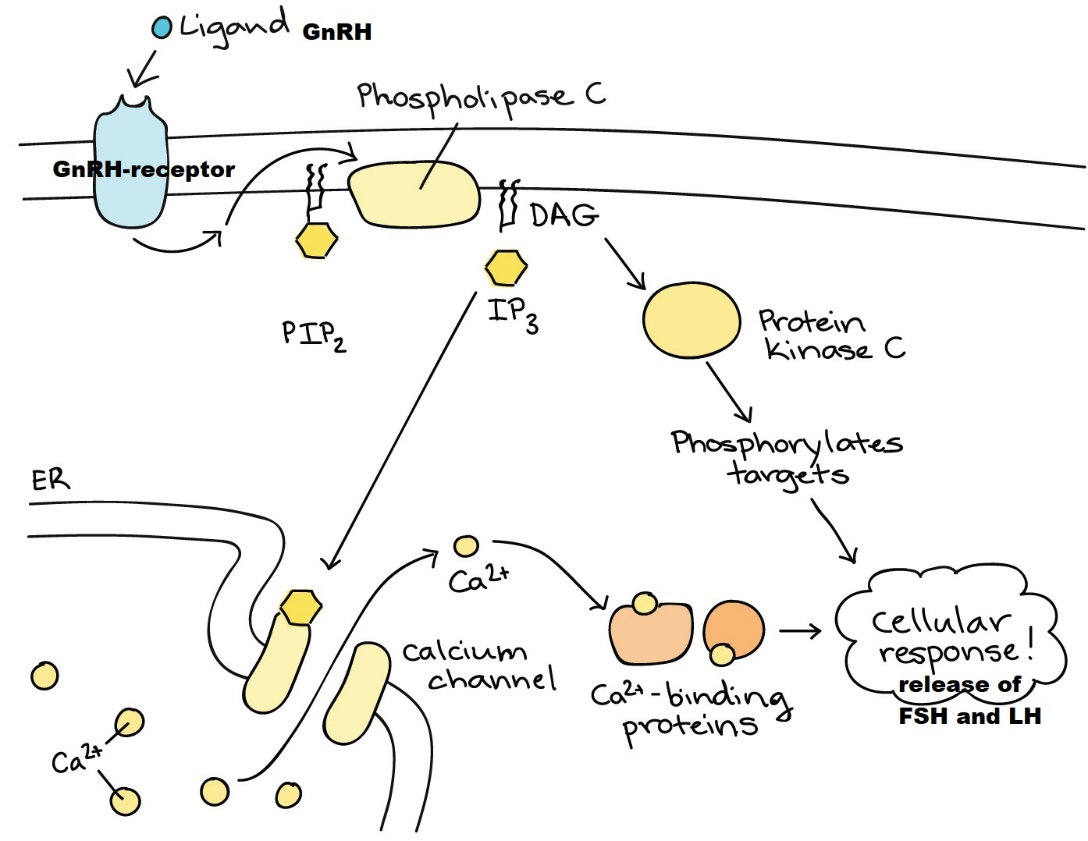 Ligand GnRH
Phospholipase C
GnRH-receptor
DAG
IP3
PIP2
Protein
kinase C
Phosphorylates
targets
ER
Ca2+
calcium
channel
Ca2+
Ca2+-binding
proteins
cellular
response!
release of
FSH and LH